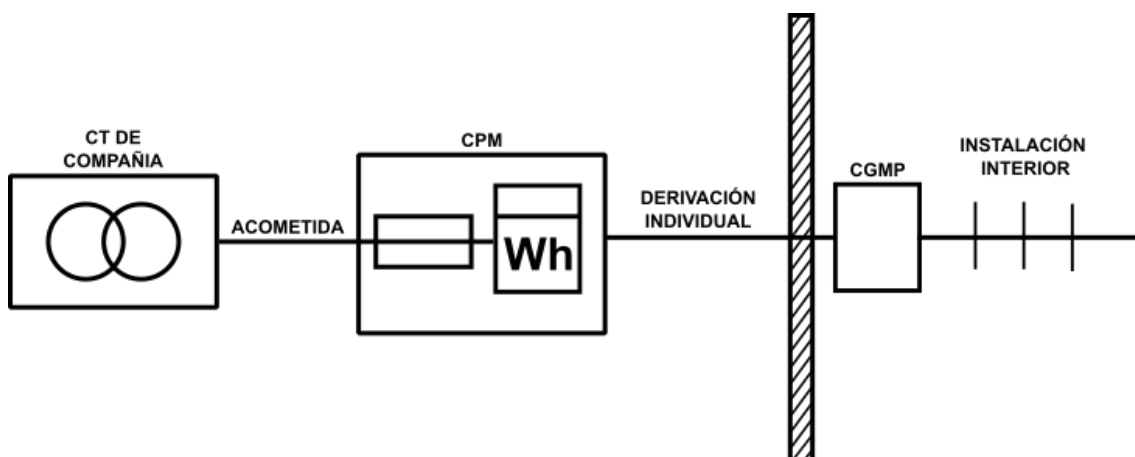 CT DE
COMPAÑIA
ACOMETIDA
CPM
Wh
DERIVACIÓN
INDIVIDUAL
CGMP
INSTALACIÓN
INTERIOR